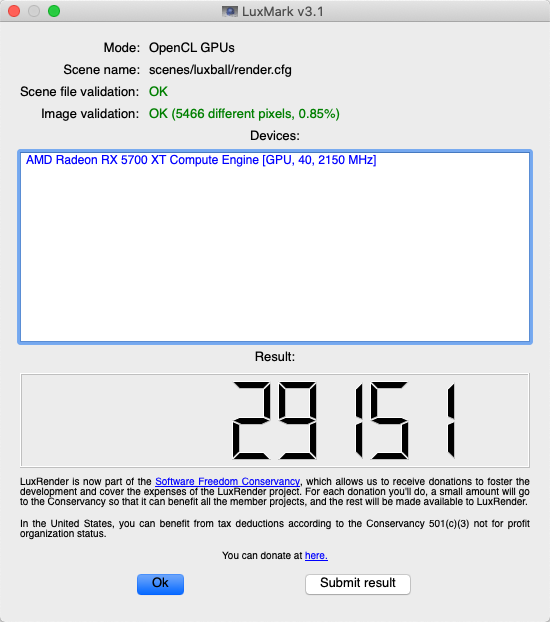 LuxMark v3.1
Mode: OpenCL GPUs
Scene name: scenes/luxball/render.cfg
Scene file validation: OK
Image validation: OK (5466 different pixels, 0.85%)
Devices:
AMD Radeon RX 5700 XT Compute Engine [GPU, 40, 2150 MHz]
Result:
29151
LuxRender is now part of the Software Freedom Conservancy, which allows us to receive donations to foster the
development and cover the expenses of the LuxRender project. For each donation you'll do, a small amount will go
to the Conservancy so that it can benefit all the member projects, and the rest will be made available to LuxRender.
In the United States, you can benefit from tax deductions according to the Conservancy 501(c)(3) not for profit
organization status.
You can donate at here.
Ok Submit result